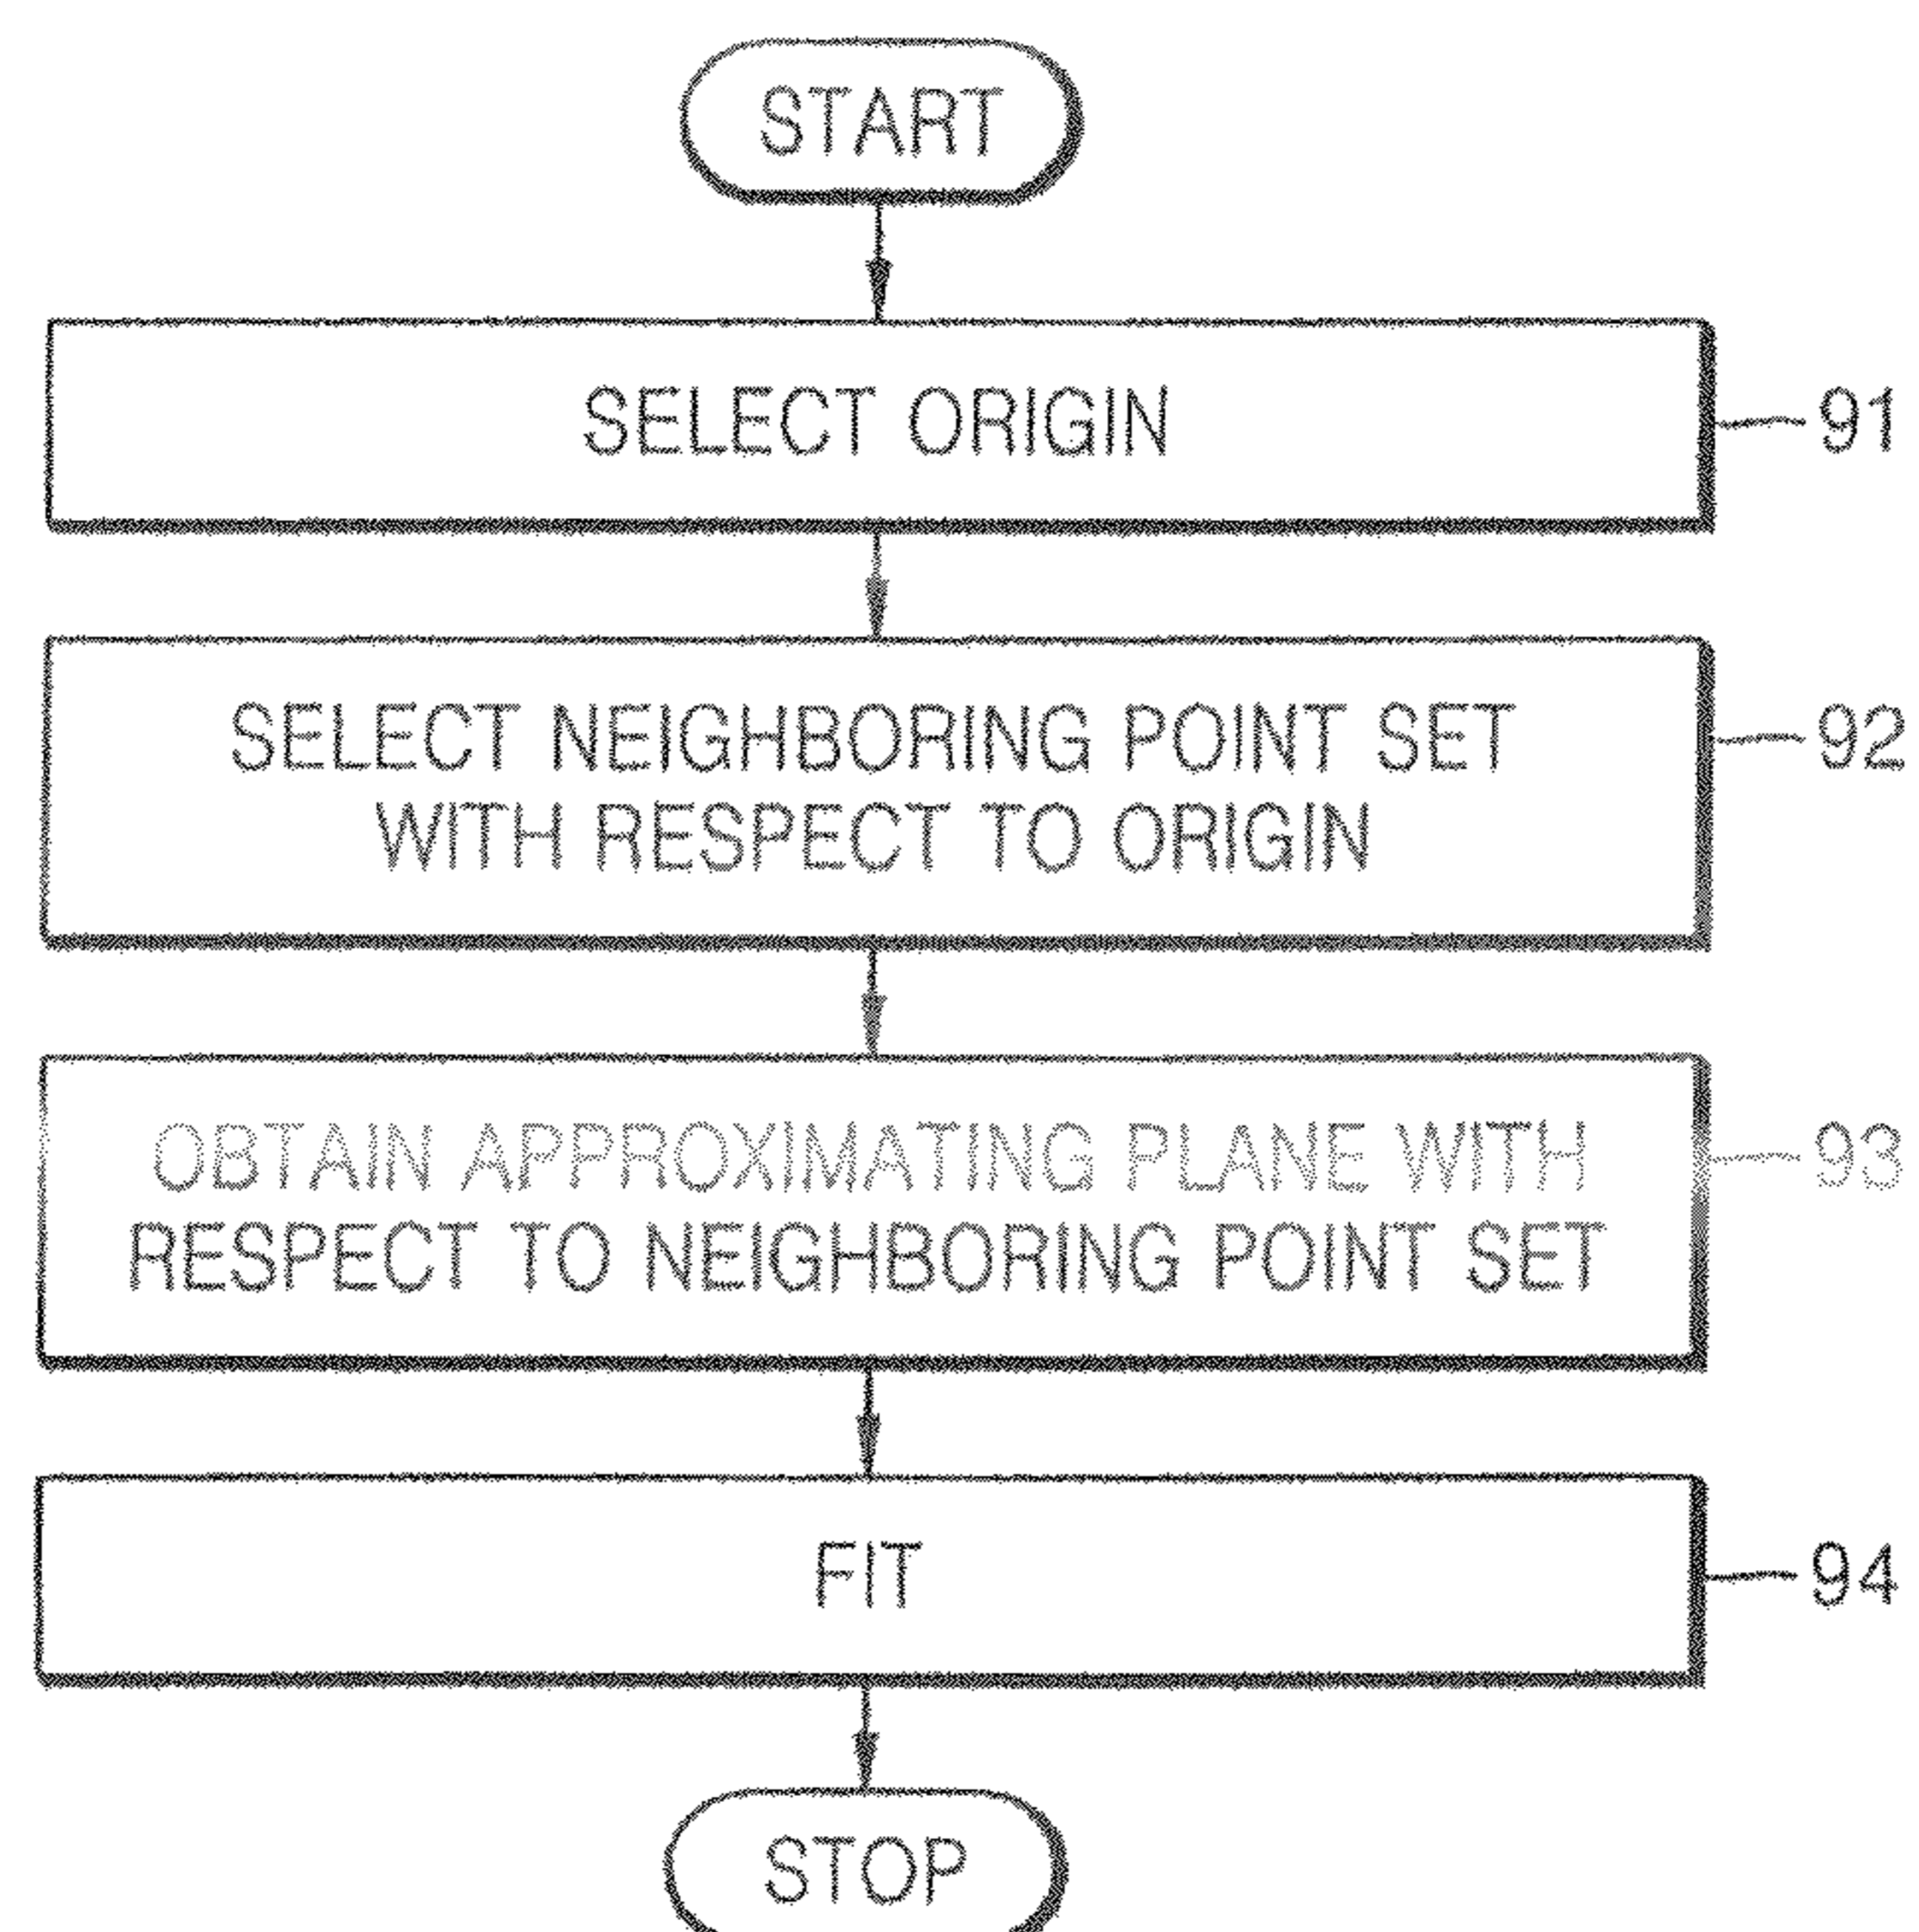 START
SELECT ORIGIN
91
SELECT NEIGHBORING POINT SET
WITH RESPECT TO ORIGIN
92
OBTAIN APPROXIMATING PLANE WITH
RESPECT TO NEIGHBORING POINT SET
93
FIT
94
STOP